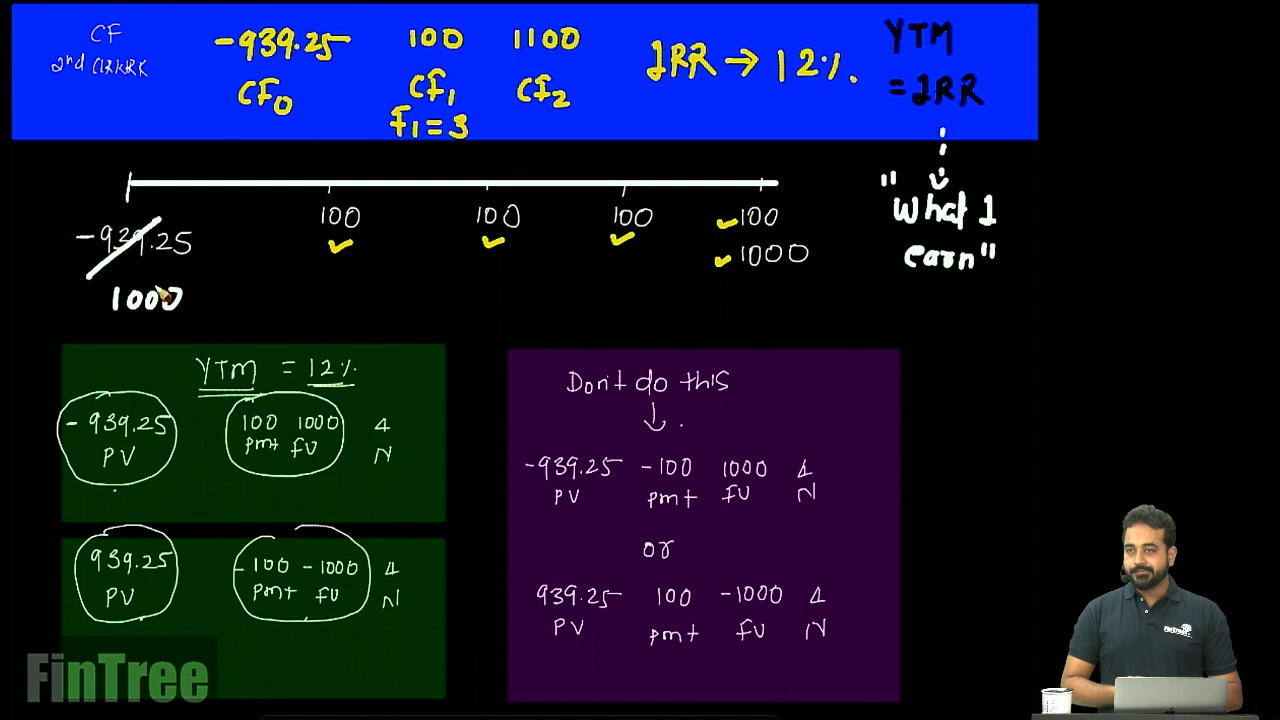 CF
2nd CLRWRK
-939.25 100 1100
CF0 CF1 CF2
F1=3
IRR → 12%.
YTM
= IRR
"What I
earn"
100 100 100 100
-939.25 1000
1000
YTM = 12%
-939.25 100 1000 4
PV pmt FV N
939.25 -100 -1000 4
PV pmt FV N
Don't do this
↓.
-939.25 -100 1000 4
PV pmt FV N
or
939.25 100 -1000 4
PV pmt FV N
FinTree
FinTree